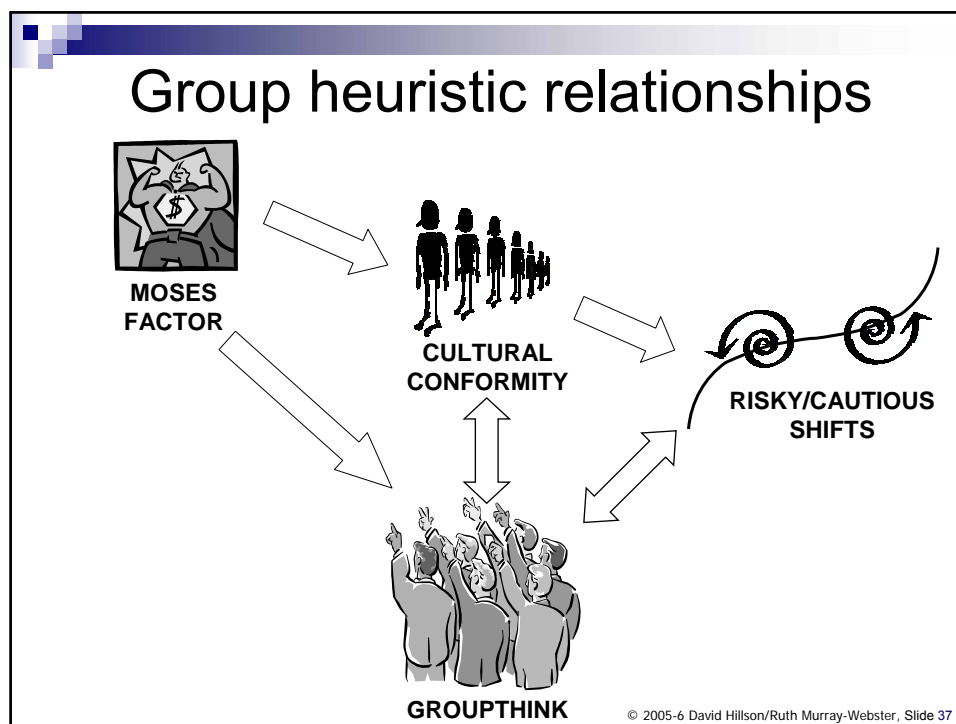 Group heuristic relationships
$
MOSES
FACTOR
CULTURAL
CONFORMITY
RISKY/CAUTIOUS
SHIFTS
GROUPTHINK
© 2005-6 David Hillson/Ruth Murray-Webster, Slide 37